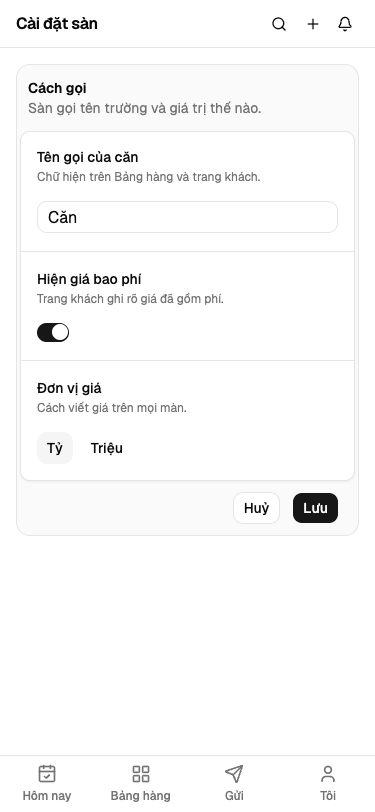 Cài đặt sàn
Cách gọi
Sàn gọi tên trường và giá trị thế nào.
Tên gọi của căn
Chữ hiện trên Bảng hàng và trang khách.
Căn
Hiện giá bao phí
Trang khách ghi rõ giá đã gồm phí.
Đơn vị giá
Cách viết giá trên mọi màn.
Tỷ Triệu
Huỷ Lưu
Hôm nay Bảng hàng Gửi Tôi